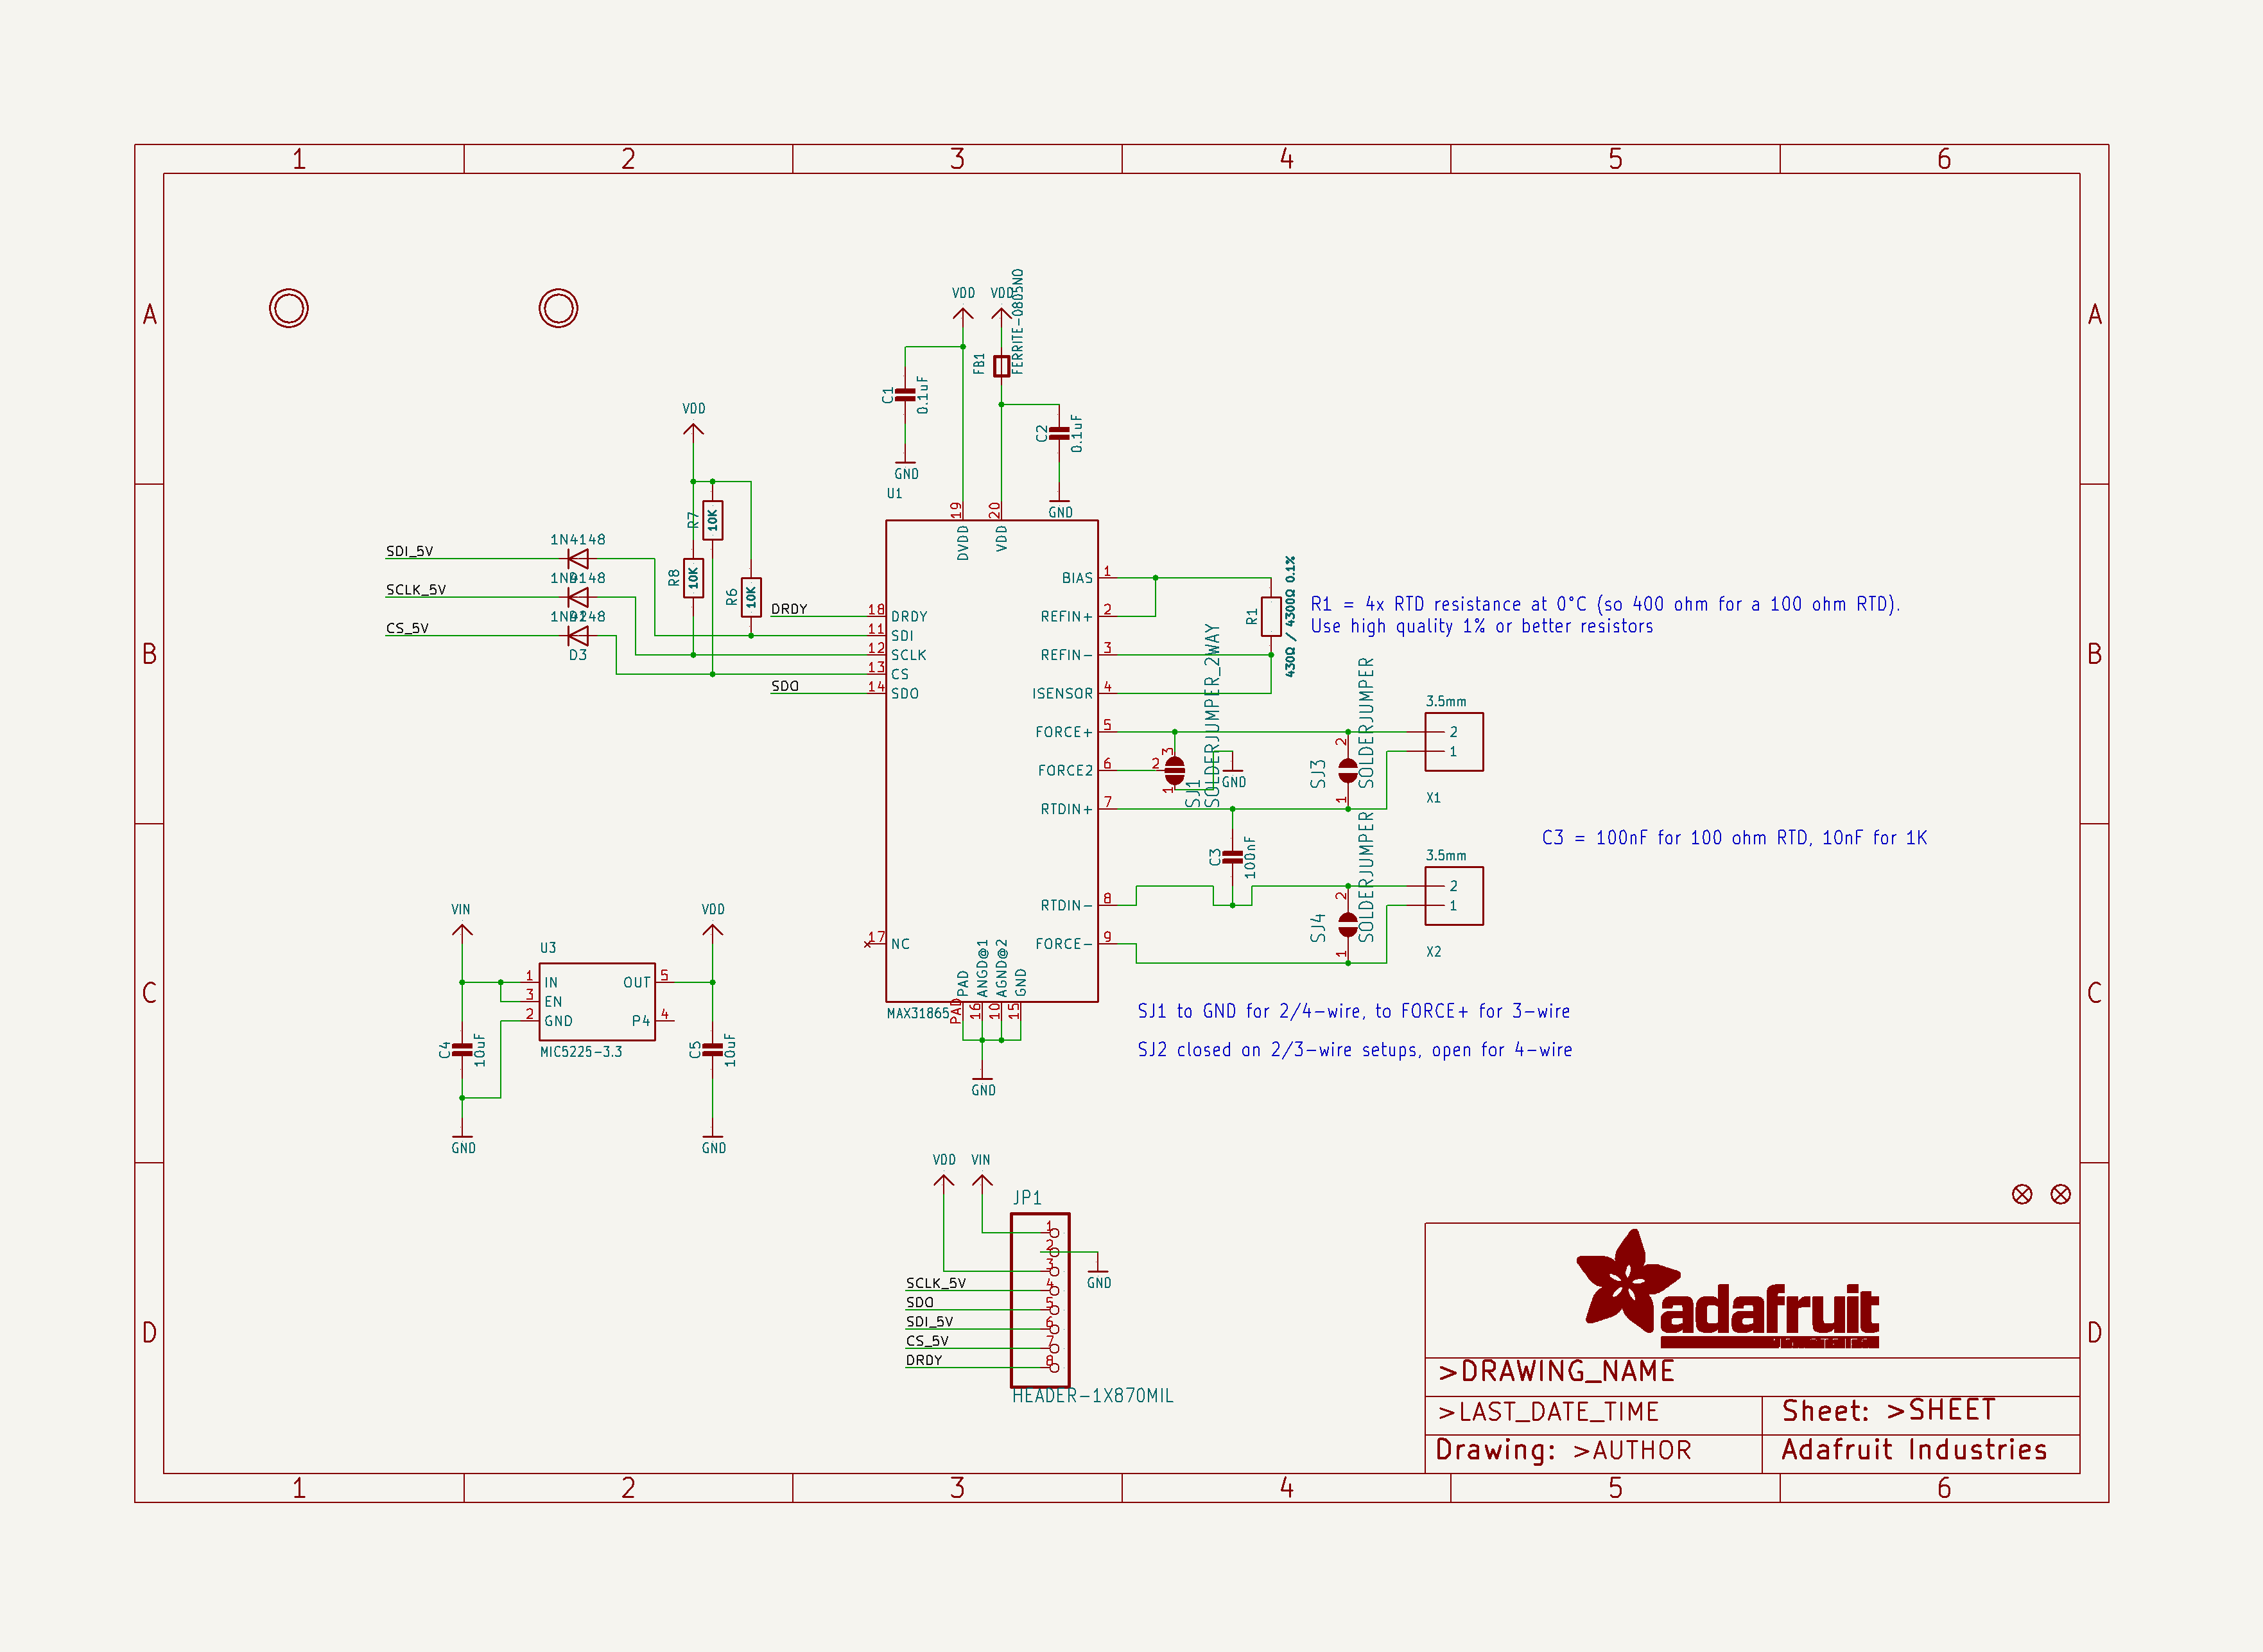 1 2 3 4 5 6
A A
B B
C C
D D
VDD VDD
FB1
FERRITE-0805NO
C1
0.1uF
GND
C2
0.1uF
GND
VDD
R7
10K
R8
10K
R6
10K
SDI_5V
1N4148
SCLK_5V
1N4148
CS_5V
1N4148
D3
DRDY
SDO
U1
19 DVDD
20 VDD
18 DRDY
11 SDI
12 SCLK
13 CS
14 SDO
17 NC
BIAS 1
REFIN+ 2
REFIN- 3
ISENSOR 4
FORCE+ 5
FORCE2 6
RTDIN+ 7
RTDIN- 8
FORCE- 9
PAD PAD
ANGD@1 16
AGND@2 10
GND 15
MAX31865
GND
R1
430Ω / 4300Ω 0.1%
R1 = 4x RTD resistance at 0°C (so 400 ohm for a 100 ohm RTD).
Use high quality 1% or better resistors
SJ1
SOLDERJUMPER_2WAY
3
2
1
GND
SJ3
SOLDERJUMPER
2
1
3.5mm
2
1
X1
C3
100nF
C3 = 100nF for 100 ohm RTD, 10nF for 1K
SJ4
SOLDERJUMPER
2
1
3.5mm
2
1
X2
SJ1 to GND for 2/4-wire, to FORCE+ for 3-wire
SJ2 closed on 2/3-wire setups, open for 4-wire
VIN
VDD
U3
1 IN
3 EN
2 GND
OUT 5
P4 4
MIC5225-3.3
C4
10uF
C5
10uF
GND
GND
VDD VIN
JP1
1
2
3
SCLK_5V 4
SDO 5
SDI_5V 6
CS_5V 7
DRDY 8
GND
HEADER-1X870MIL
adafruit
>DRAWING_NAME
>LAST_DATE_TIME
Sheet: >SHEET
Drawing: >AUTHOR
Adafruit Industries
1 2 3 4 5 6